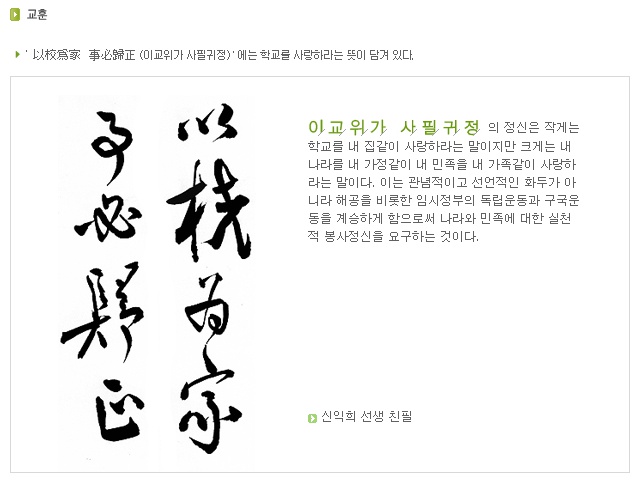 교훈
' 以校爲家 事必歸正 (이교위가 사필귀정) ' 에는 학교를 사랑하라는 뜻이 담겨 있다.
以校为家
事必歸正
이교위가 사필귀정 의 정신은 작게는
학교를 내 집같이 사랑하라는 말이지만 크게는 내
나라를 내 가정같이 내 민족을 내 가족같이 사랑하
라는 말이다. 이는 관념적이고 선언적인 화두가 아
니라 해공을 비롯한 임시정부의 독립운동과 구국운
동을 계승하게 함으로써 나라와 민족에 대한 실천
적 봉사정신을 요구하는 것이다.
신익희 선생 친필